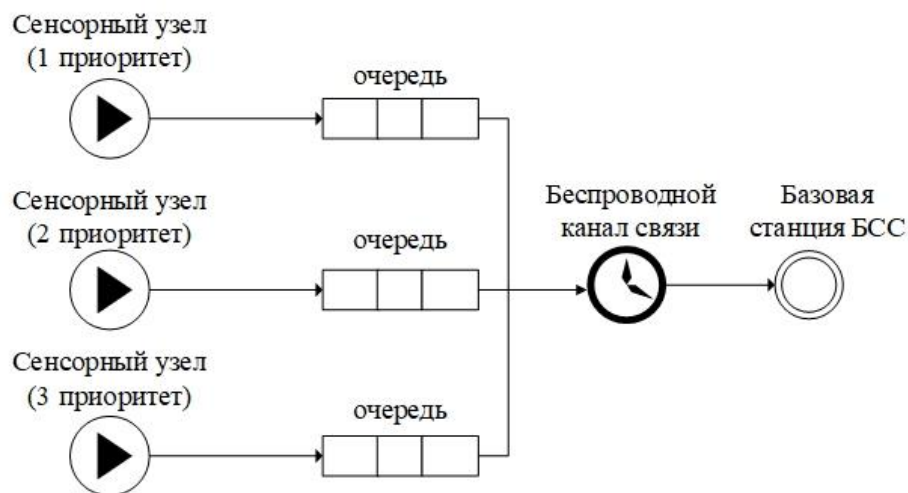 Сенсорный узел
(1 приоритет)
очередь
Сенсорный узел
(2 приоритет)
очередь
Беспроводной
канал связи
Базовая
станция БСС
Сенсорный узел
(3 приоритет)
очередь